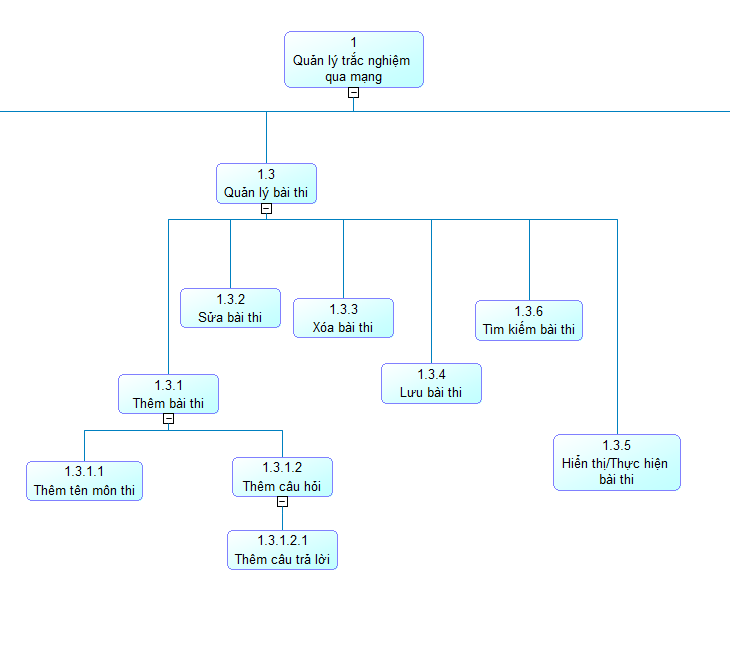 1
Quản lý trắc nghiệm
qua mạng
1.3
Quản lý bài thi
1.3.2
Sửa bài thi
1.3.3
Xóa bài thi
1.3.6
Tìm kiếm bài thi
1.3.4
Lưu bài thi
1.3.1
Thêm bài thi
1.3.5
Hiển thị/Thực hiện
bài thi
1.3.1.1
Thêm tên môn thi
1.3.1.2
Thêm câu hỏi
1.3.1.2.1
Thêm câu trả lời